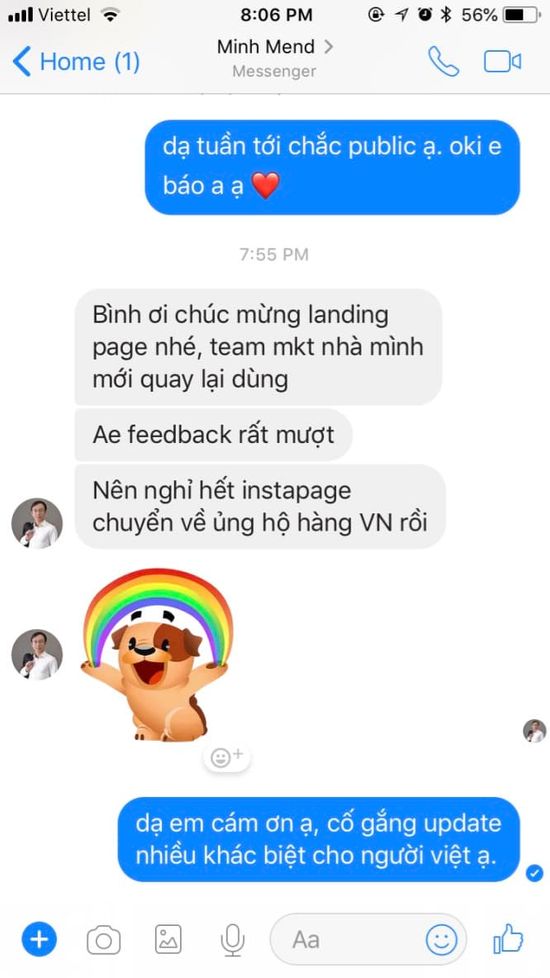 Viettel
8:06 PM
56%
Home (1)
Minh Mend
Messenger
dạ tuần tới chắc public ạ. oki e
báo a ạ ❤️
7:55 PM
Bình ơi chúc mừng landing
page nhé, team mkt nhà mình
mới quay lại dùng
Ae feedback rất mượt
Nên nghỉ hết instapage
chuyển về ủng hộ hàng VN rồi
dạ em cám ơn ạ, cố gắng update
nhiều khác biệt cho người việt ạ.
Aa